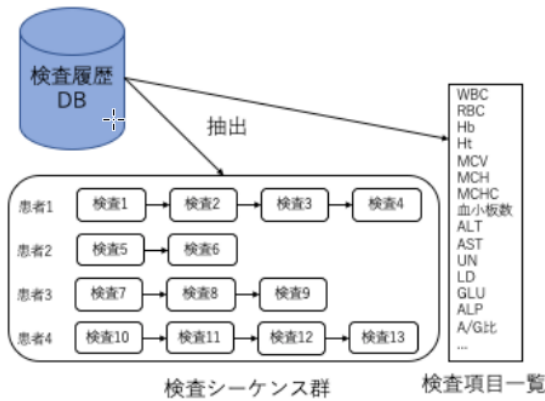 検査履歴
DB
抽出
患者1 検査1 検査2 検査3 検査4
患者2 検査5 検査6
患者3 検査7 検査8 検査9
患者4 検査10 検査11 検査12 検査13
検査シーケンス群
WBC
RBC
Hb
Ht
MCV
MCH
MCHC
血小板数
ALT
AST
UN
LD
GLU
ALP
A/G比
...
検査項目一覧